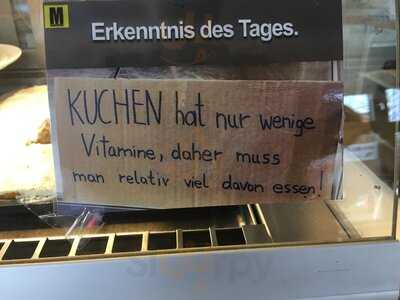 M
Erkenntnis des Tages.
KUCHEN hat nur wenige
Vitamine, daher muss
man relativ viel davon essen!